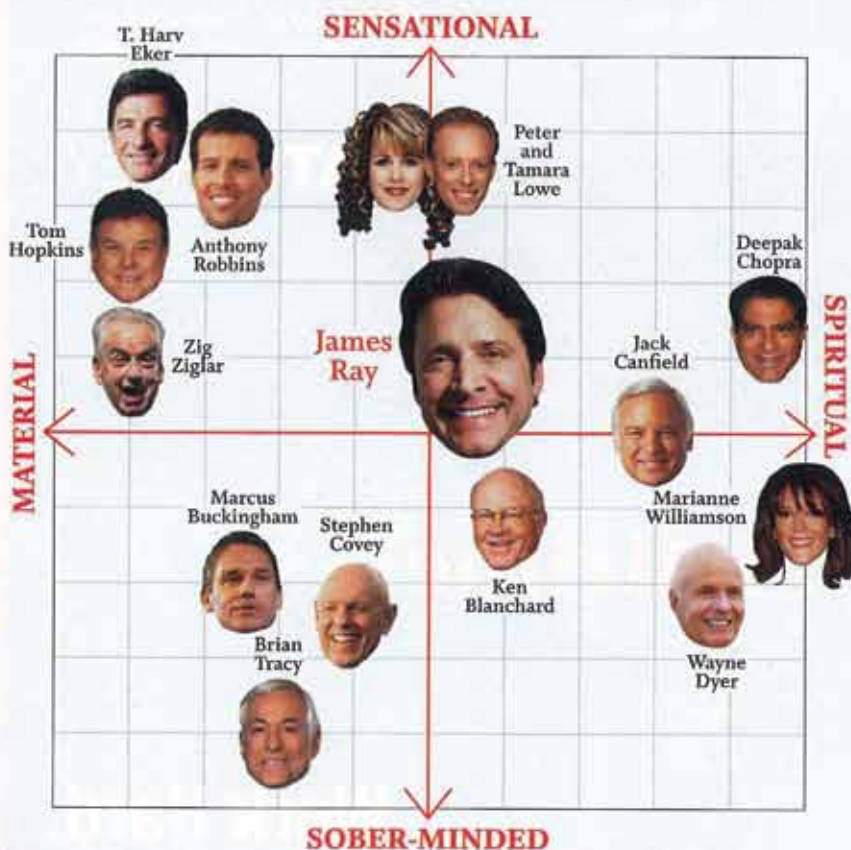 SENSATIONAL
T. Harv
Eker
Peter
and
Tamara
Lowe
Tom
Hopkins
Anthony
Robbins
Deepak
Chopra
Zig
Ziglar
James
Ray
Jack
Canfield
MATERIAL
SPIRITUAL
Marcus
Buckingham
Stephen
Covey
Marianne
Williamson
Ken
Blanchard
Brian
Tracy
Wayne
Dyer
SOBER-MINDED